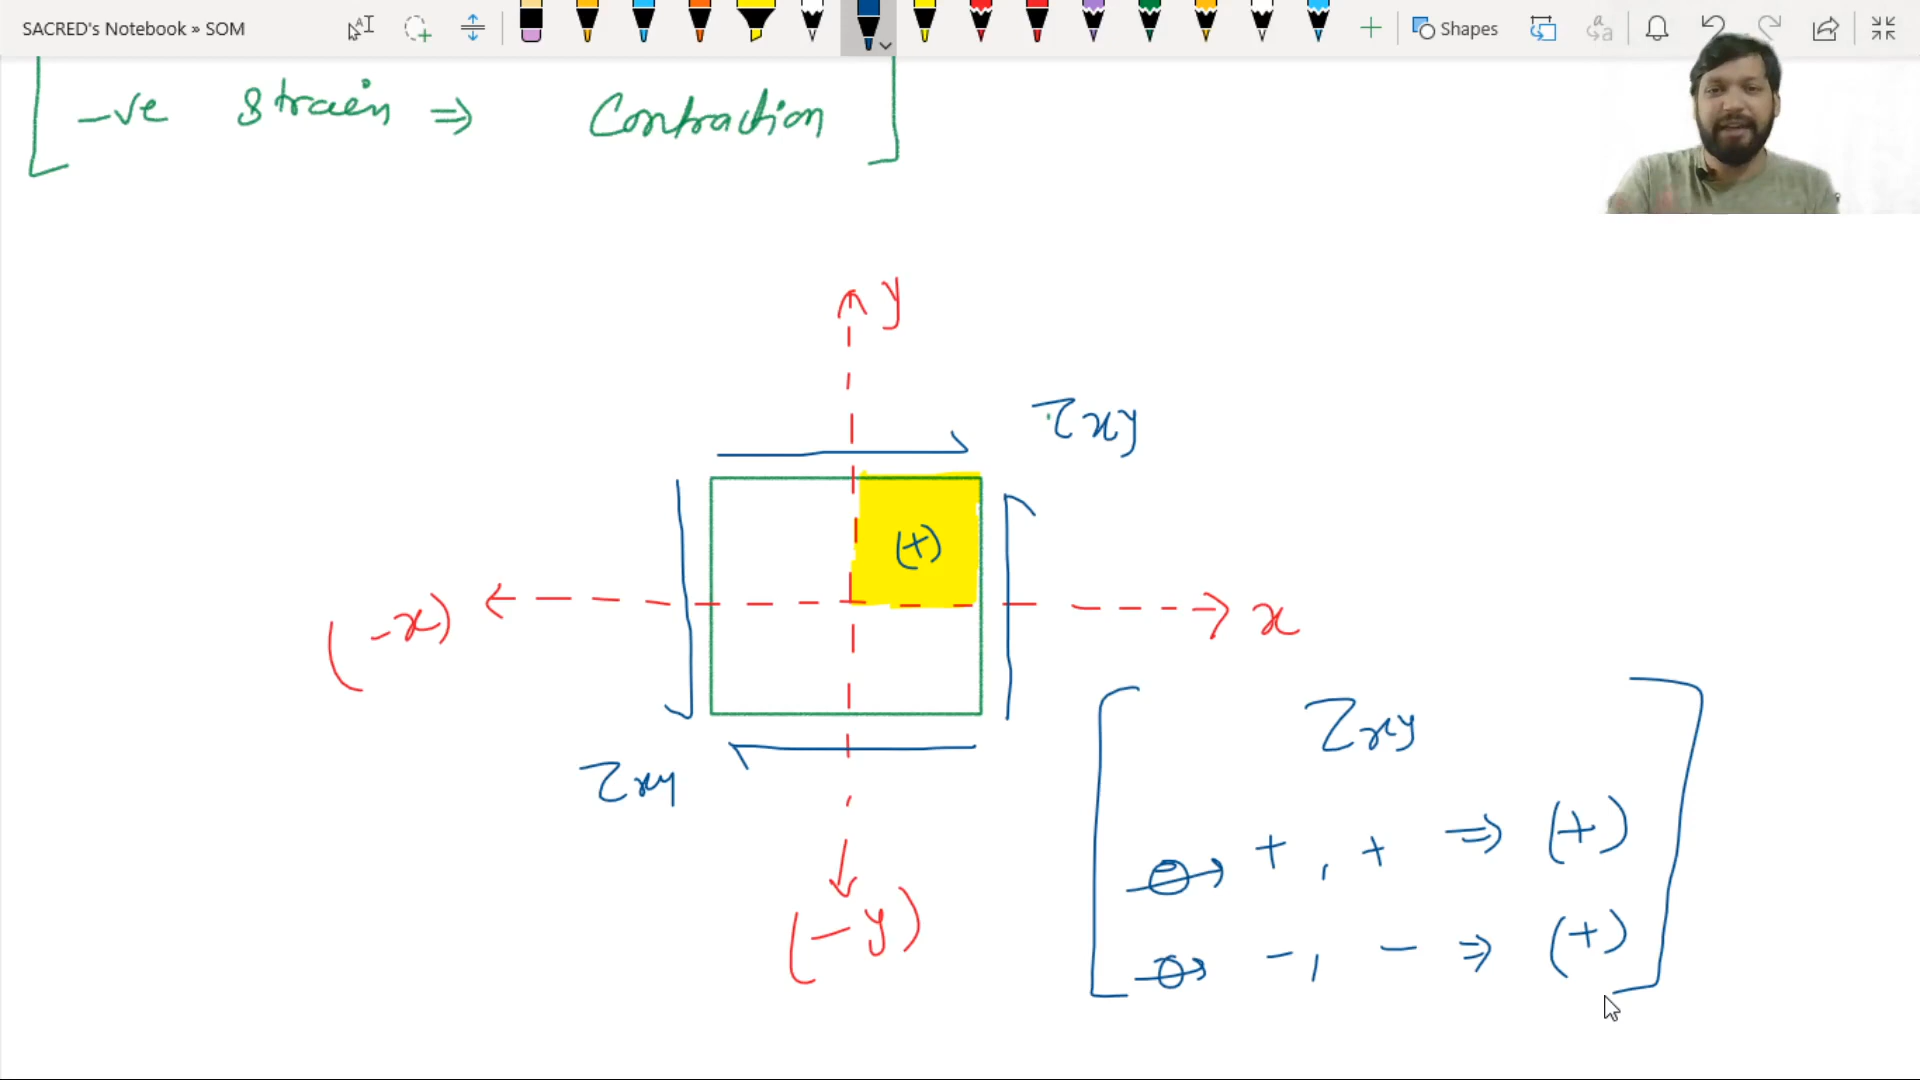 SACRED's Notebook » SOM
Shapes
-ve strain ⇒ Contraction
y
τxy
(+)
(-x)
x
τxy
τxy
+ , + ⇒ (+)
(-y)
- , - ⇒ (+)